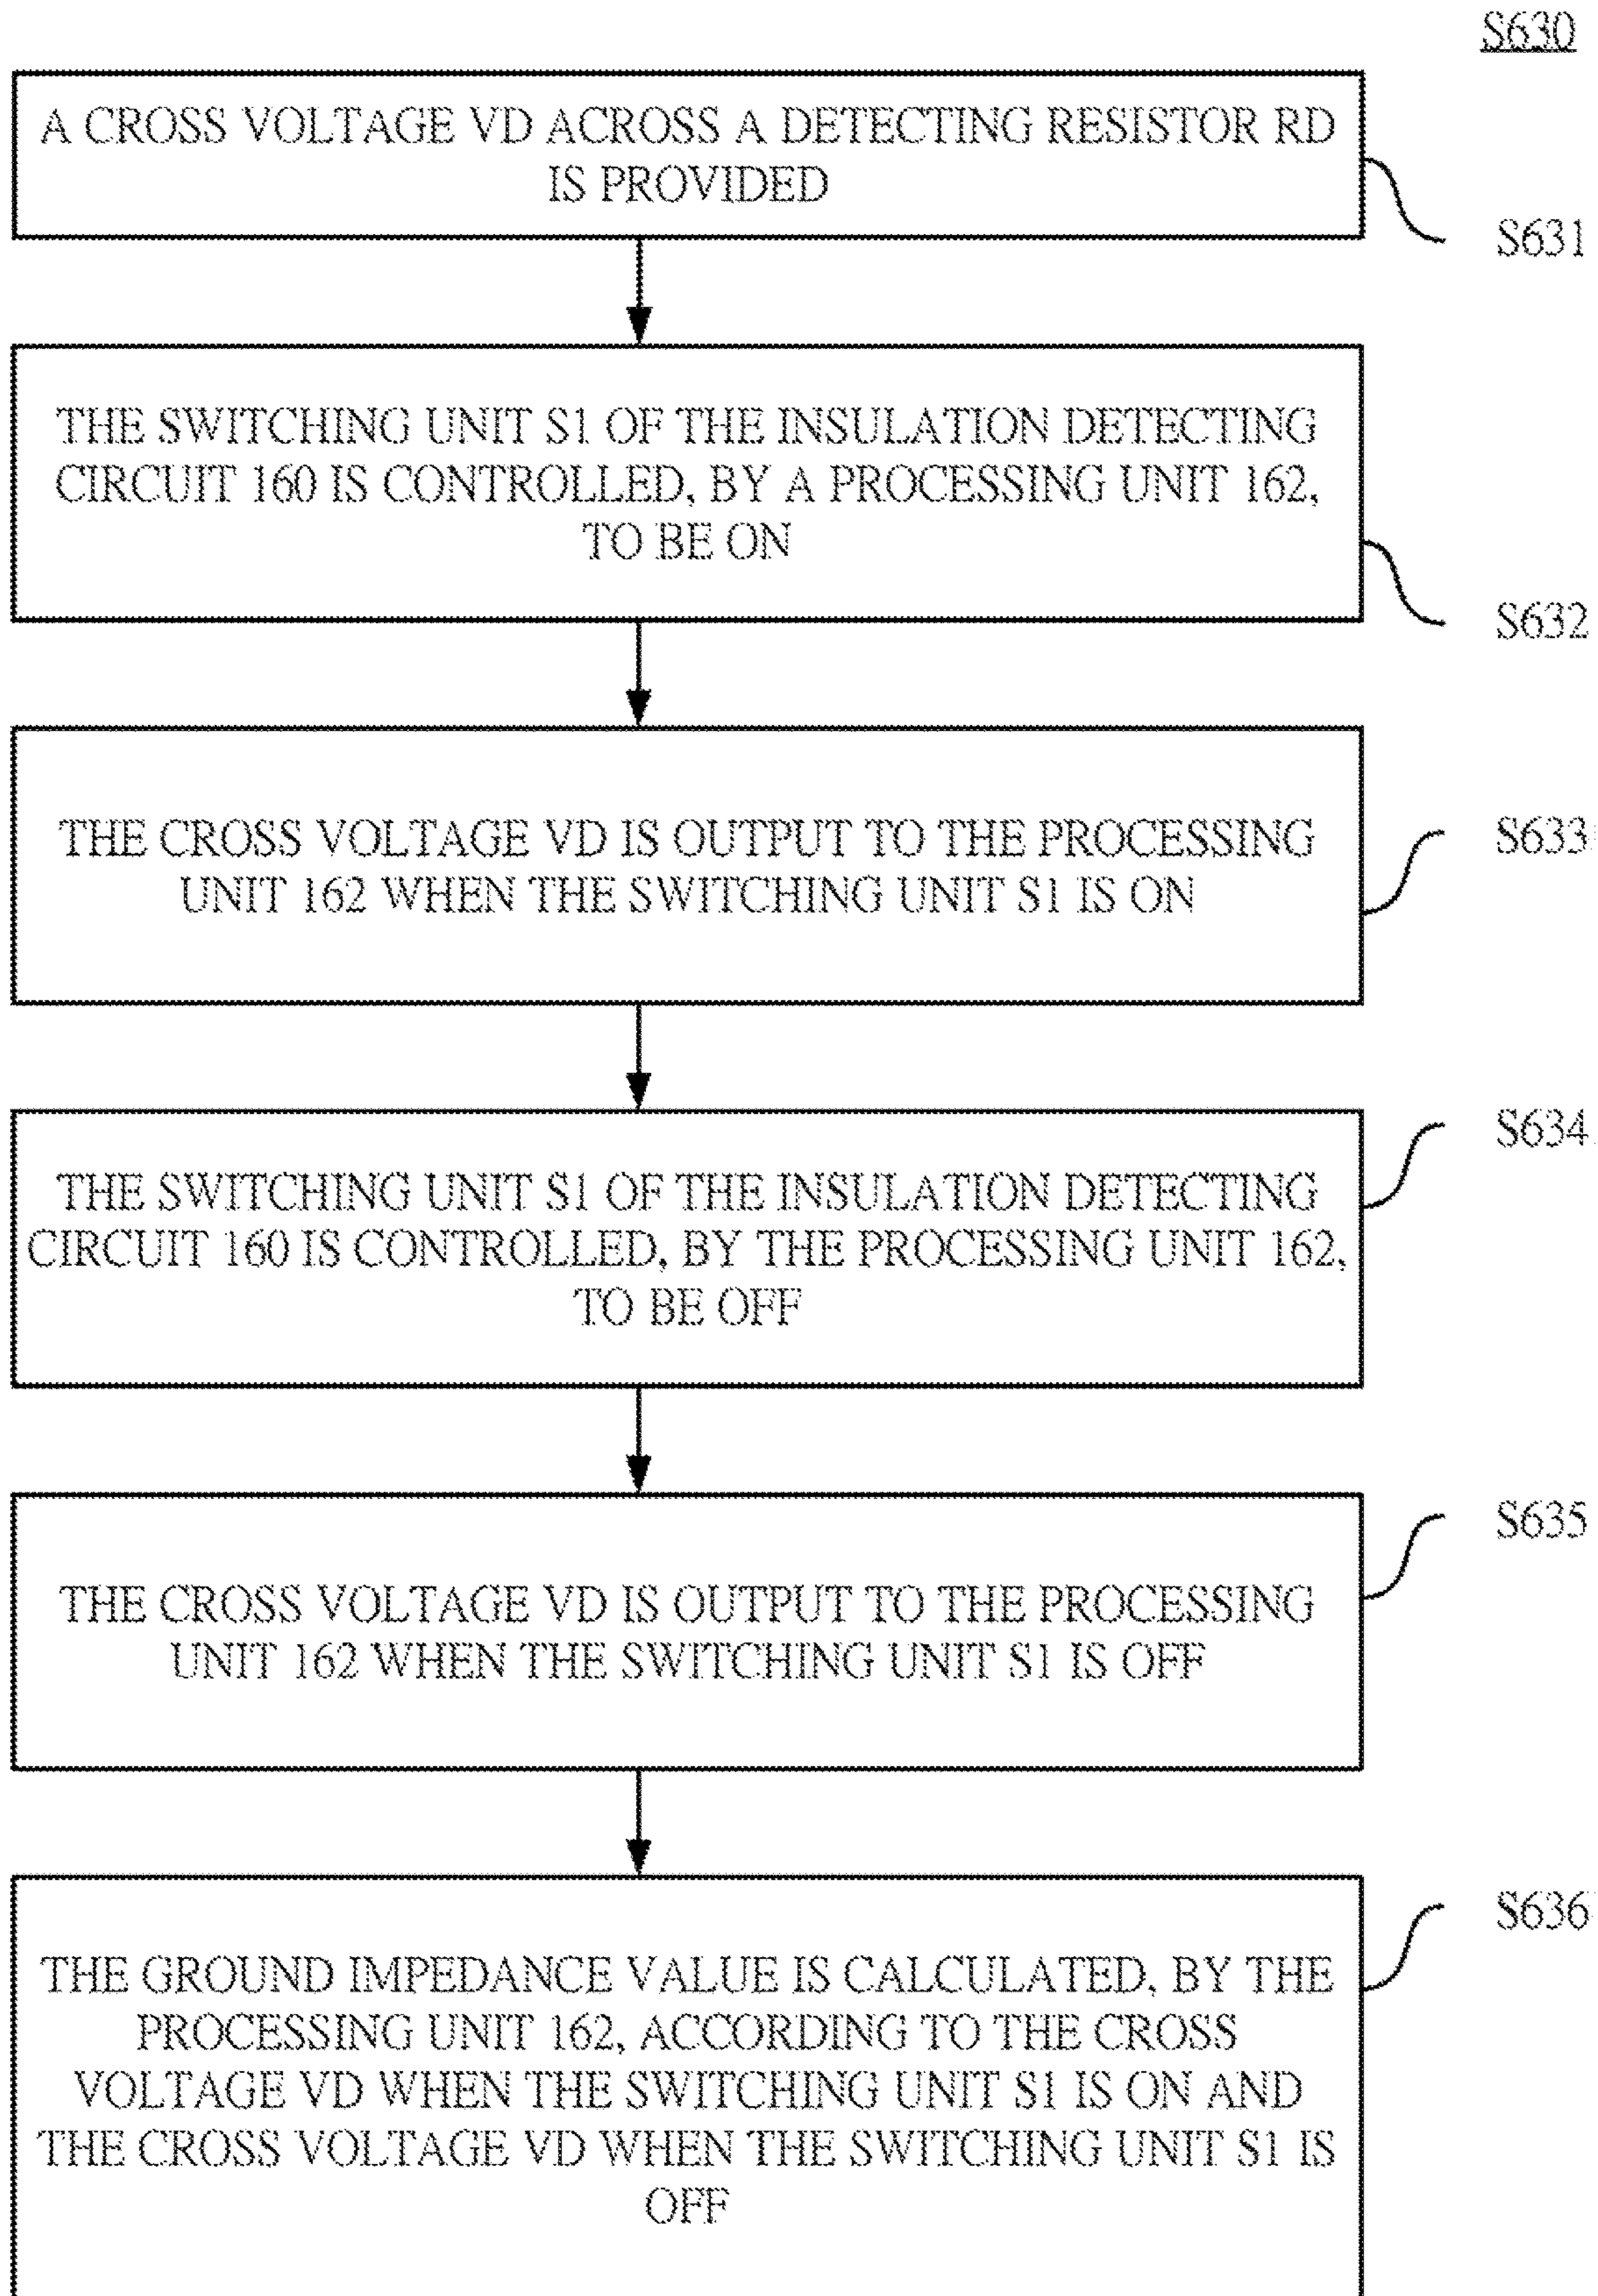 S630
A CROSS VOLTAGE VD ACROSS A DETECTING RESISTOR RD
IS PROVIDED
S631
THE SWITCHING UNIT S1 OF THE INSULATION DETECTING
CIRCUIT 160 IS CONTROLLED, BY A PROCESSING UNIT 162,
TO BE ON
S632
THE CROSS VOLTAGE VD IS OUTPUT TO THE PROCESSING
UNIT 162 WHEN THE SWITCHING UNIT S1 IS ON
S633
THE SWITCHING UNIT S1 OF THE INSULATION DETECTING
CIRCUIT 160 IS CONTROLLED, BY THE PROCESSING UNIT 162,
TO BE OFF
S634
THE CROSS VOLTAGE VD IS OUTPUT TO THE PROCESSING
UNIT 162 WHEN THE SWITCHING UNIT S1 IS OFF
S635
THE GROUND IMPEDANCE VALUE IS CALCULATED, BY THE
PROCESSING UNIT 162, ACCORDING TO THE CROSS
VOLTAGE VD WHEN THE SWITCHING UNIT S1 IS ON AND
THE CROSS VOLTAGE VD WHEN THE SWITCHING UNIT S1 IS
OFF
S636